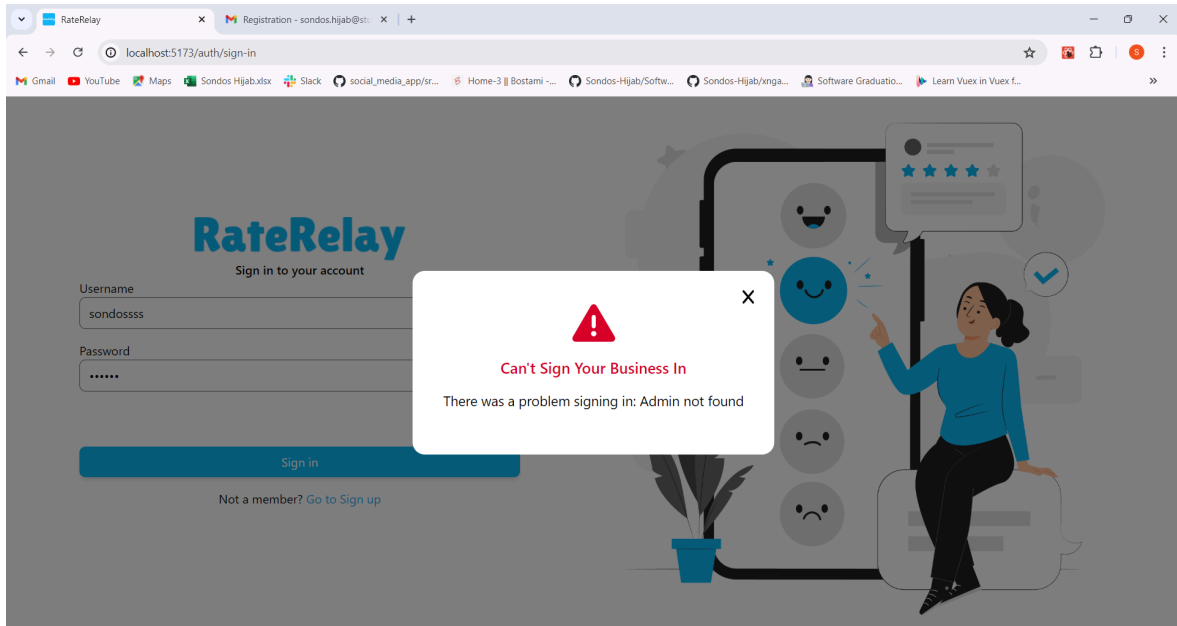 RateRelay
Registration - sondos.hijab@st
localhost:5173/auth/sign-in
Gmail YouTube Maps Sondos Hijab.xlsx Slack social_media_app/sr... Home-3 || Bostami -... Sondos-Hijab/Softw... Sondos-Hijab/xnga... Software Graduatio... Learn Vuex in Vuex f...
RateRelay
Sign in to your account
Username
sondossss
Password
Sign in
Not a member? Go to Sign up
Can't Sign Your Business In
There was a problem signing in: Admin not found